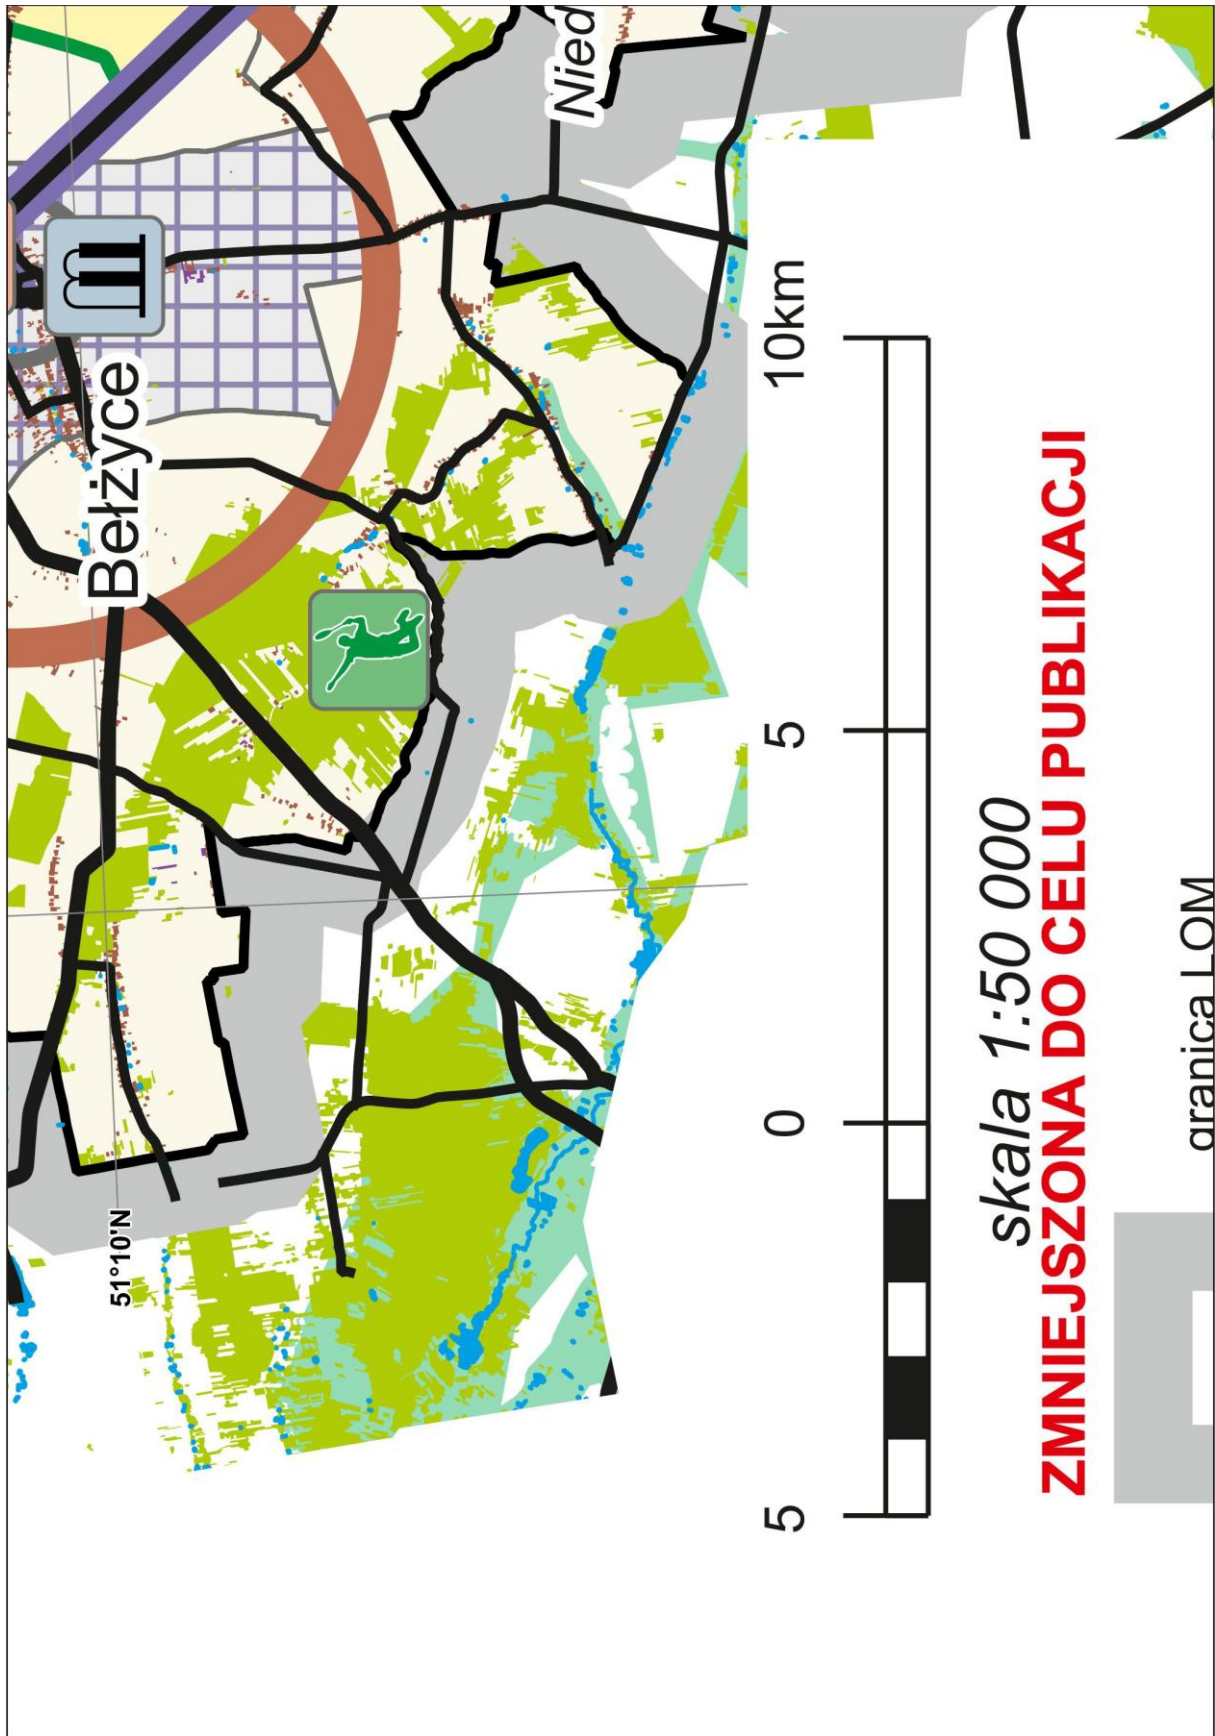 Nied
Bełżyce
51°10'N
5 0 5 10km
skala 1:50 000
ZMNIEJSZONA DO CELU PUBLIKACJI
granica LOM